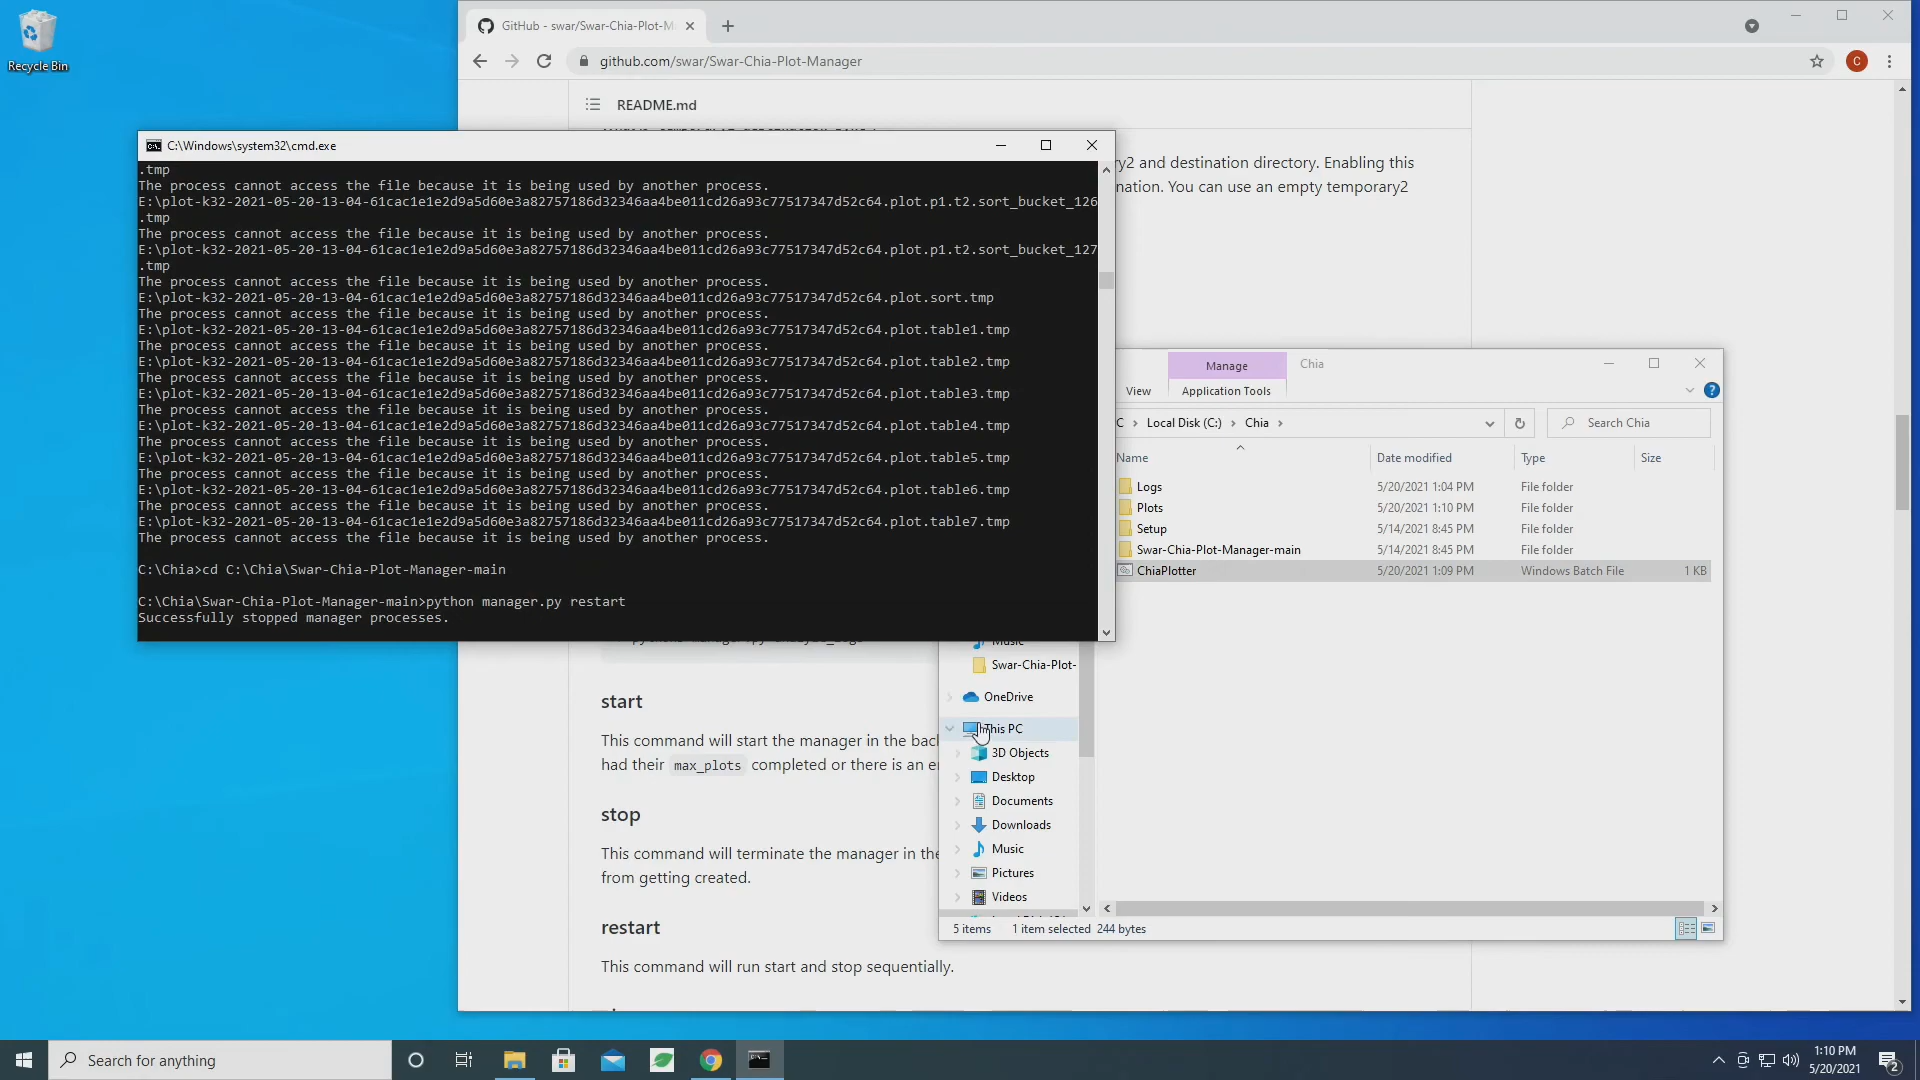 Recycle Bin
GitHub - swar/Swar-Chia-Plot-M
github.com/swar/Swar-Chia-Plot-Manager
C
README.md
ry2 and destination directory. Enabling this
nation. You can use an empty temporary2
C:\Windows\system32\cmd.exe
.tmp
The process cannot access the file because it is being used by another process.
E:\plot-k32-2021-05-20-13-04-61cac1e1e2d9a5d60e3a82757186d32346aa4be011cd26a93c77517347d52c64.plot.p1.t2.sort_bucket_126
.tmp
The process cannot access the file because it is being used by another process.
E:\plot-k32-2021-05-20-13-04-61cac1e1e2d9a5d60e3a82757186d32346aa4be011cd26a93c77517347d52c64.plot.p1.t2.sort_bucket_127
.tmp
The process cannot access the file because it is being used by another process.
E:\plot-k32-2021-05-20-13-04-61cac1e1e2d9a5d60e3a82757186d32346aa4be011cd26a93c77517347d52c64.plot.sort.tmp
The process cannot access the file because it is being used by another process.
E:\plot-k32-2021-05-20-13-04-61cac1e1e2d9a5d60e3a82757186d32346aa4be011cd26a93c77517347d52c64.plot.table1.tmp
The process cannot access the file because it is being used by another process.
E:\plot-k32-2021-05-20-13-04-61cac1e1e2d9a5d60e3a82757186d32346aa4be011cd26a93c77517347d52c64.plot.table2.tmp
The process cannot access the file because it is being used by another process.
E:\plot-k32-2021-05-20-13-04-61cac1e1e2d9a5d60e3a82757186d32346aa4be011cd26a93c77517347d52c64.plot.table3.tmp
The process cannot access the file because it is being used by another process.
E:\plot-k32-2021-05-20-13-04-61cac1e1e2d9a5d60e3a82757186d32346aa4be011cd26a93c77517347d52c64.plot.table4.tmp
The process cannot access the file because it is being used by another process.
E:\plot-k32-2021-05-20-13-04-61cac1e1e2d9a5d60e3a82757186d32346aa4be011cd26a93c77517347d52c64.plot.table5.tmp
The process cannot access the file because it is being used by another process.
E:\plot-k32-2021-05-20-13-04-61cac1e1e2d9a5d60e3a82757186d32346aa4be011cd26a93c77517347d52c64.plot.table6.tmp
The process cannot access the file because it is being used by another process.
E:\plot-k32-2021-05-20-13-04-61cac1e1e2d9a5d60e3a82757186d32346aa4be011cd26a93c77517347d52c64.plot.table7.tmp
The process cannot access the file because it is being used by another process.
C:\Chia>cd C:\Chia\Swar-Chia-Plot-Manager-main
C:\Chia\Swar-Chia-Plot-Manager-main>python manager.py restart
Successfully stopped manager processes.
Manage Chia
View Application Tools
C > Local Disk (C:) > Chia >
Search Chia
Name Date modified Type Size
Logs 5/20/2021 1:04 PM File folder
Plots 5/20/2021 1:10 PM File folder
Setup 5/14/2021 8:45 PM File folder
Swar-Chia-Plot-Manager-main 5/14/2021 8:45 PM File folder
ChiaPlotter 5/20/2021 1:09 PM Windows Batch File 1 KB
Music
Swar-Chia-Plot-
OneDrive
This PC
3D Objects
Desktop
Documents
Downloads
Music
Pictures
Videos
5 items 1 item selected 244 bytes
start
This command will start the manager in the bac
had their max_plots completed or there is an e
stop
This command will terminate the manager in the
from getting created.
restart
This command will run start and stop sequentially.
Search for anything
1:10 PM
5/20/2021
2